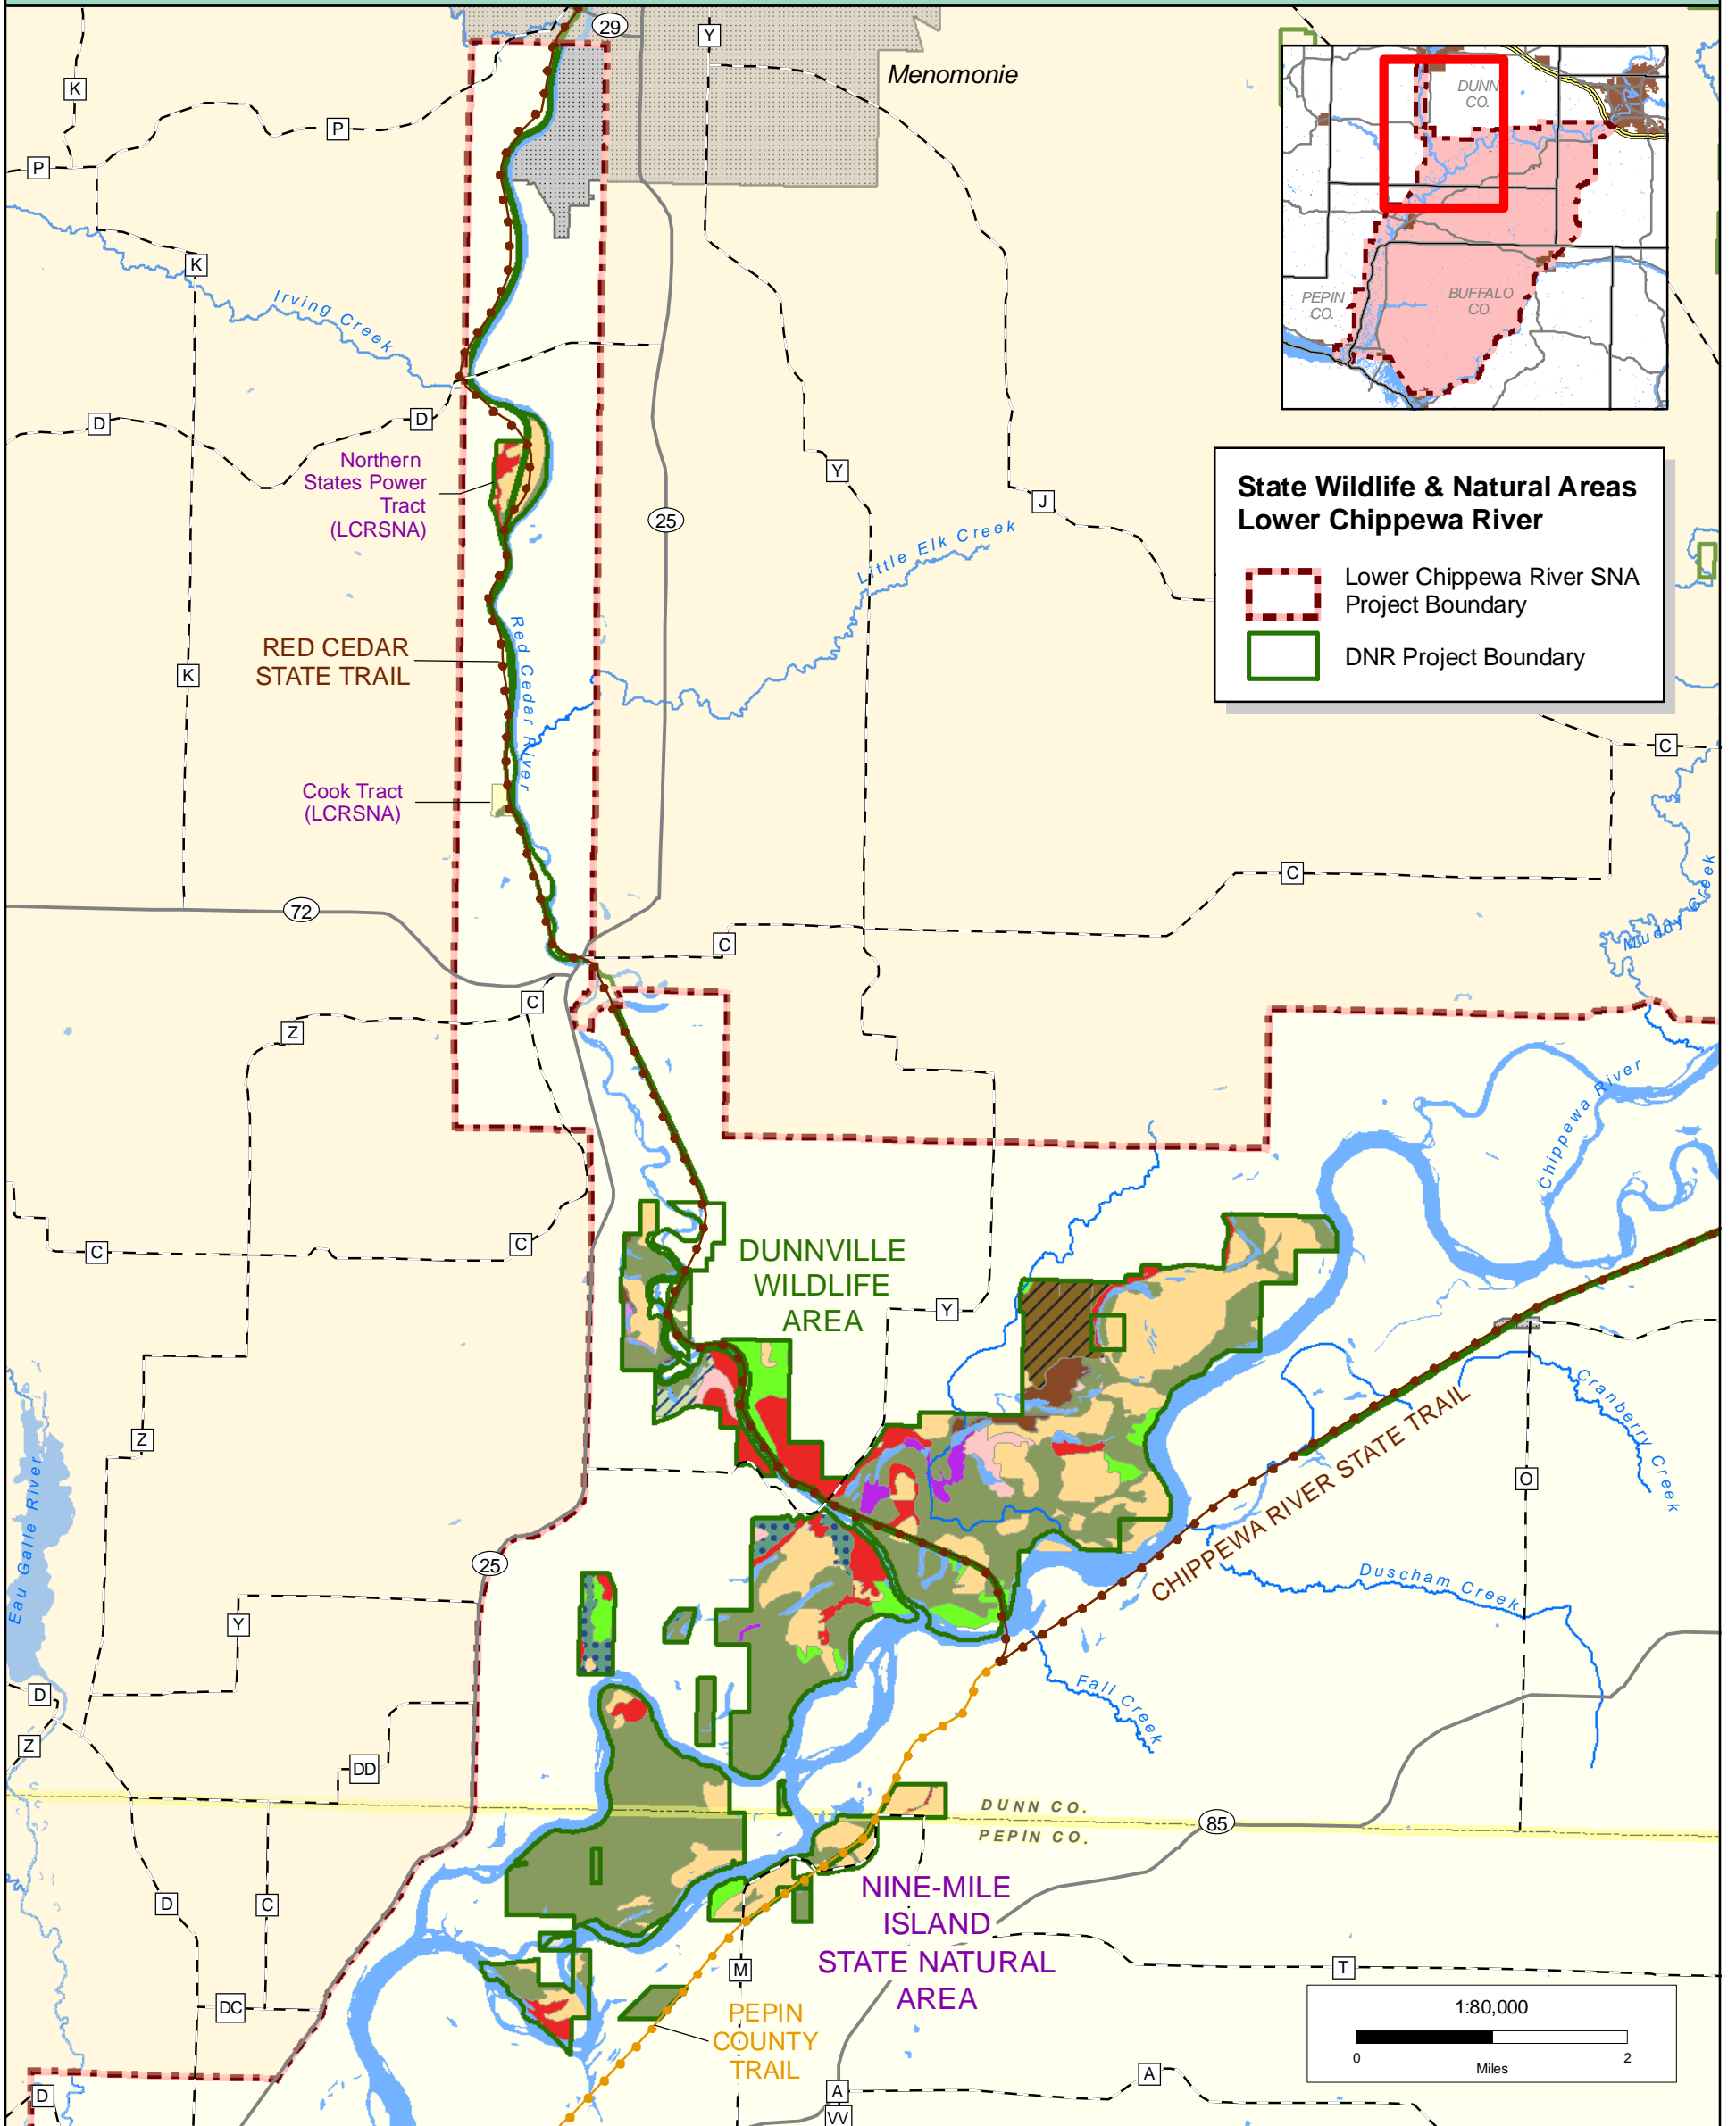 29
Y
Menomonie
K
P
P
DUNN
CO.
K
Irving Creek
PEPIN
CO.
BUFFALO
CO.
D
D
Northern
States Power
Tract
(LCRSNA)
Y
J
25
Little Elk Creek
State Wildlife & Natural Areas
Lower Chippewa River
Lower Chippewa River SNA
Project Boundary
DNR Project Boundary
RED CEDAR
STATE TRAIL
K
Red Cedar River
C
Cook Tract
(LCRSNA)
C
72
C
Muddy Creek
C
Z
Chippewa River
C
C
DUNNVILLE
WILDLIFE
AREA
Y
Cranberry Creek
Z
CHIPPEWA RIVER STATE TRAIL
O
Eau Galle River
25
Duscham Creek
Y
D
Fall Creek
Z
DD
DUNN CO.
PEPIN CO.
85
NINE-MILE
ISLAND
STATE NATURAL
AREA
D
C
M
T
DC
PEPIN
COUNTY
TRAIL
1:80,000
0
2
Miles
D
A
A
W